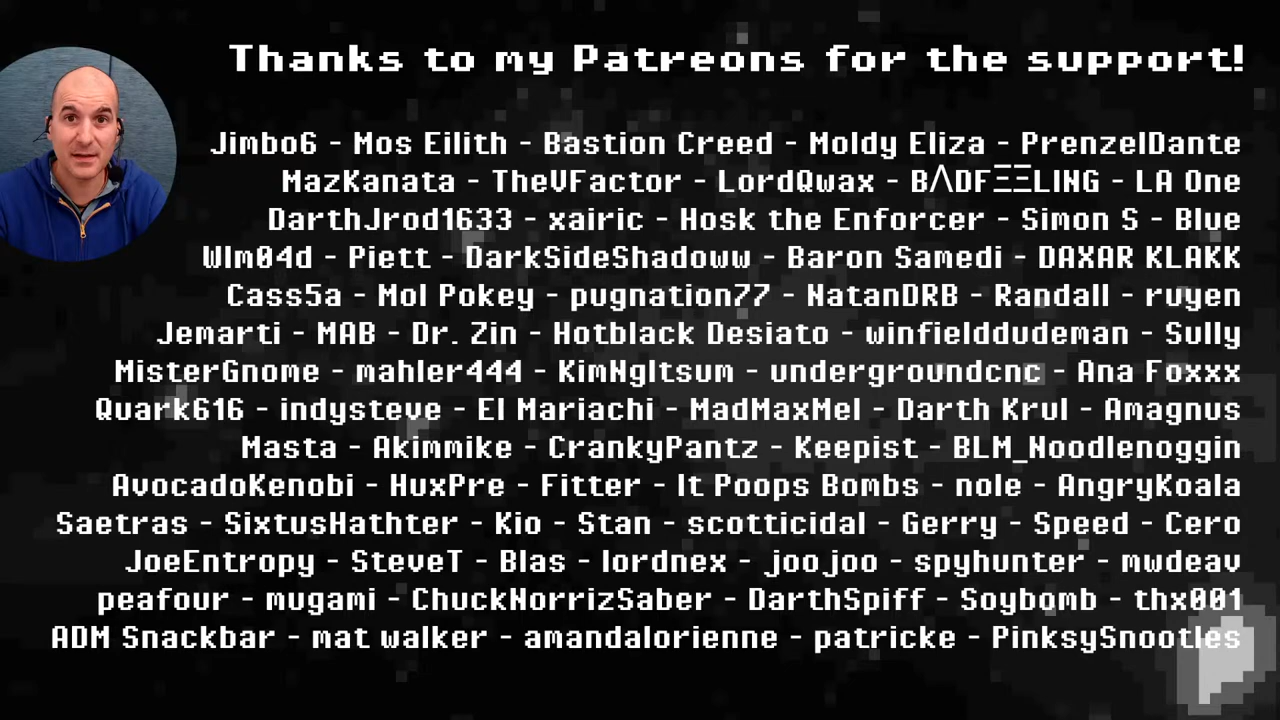 Thanks to my Patreons for the support!
Jimbo6 - Mos Eilith - Bastion Creed - Moldy Eliza - PrenzelDante
MazKanata - TheVFactor - LordQwax - BΛDFΞΞLING - LA One
DarthJrod1633 - xairic - Hosk the Enforcer - Simon S - Blue
Wlm04d - Piett - DarkSideShadoww - Baron Samedi - DAXAR KLAKK
Cass5a - Mol Pokey - pugnation77 - NatanDRB - Randall - ruyen
Jemarti - MAB - Dr. Zin - Hotblack Desiato - winfielddudeman - Sully
MisterGnome - mahler444 - KimNgItsum - undergroundcnc - Ana Foxxx
Quark616 - indysteve - El Mariachi - MadMaxMel - Darth Krul - Amagnus
Masta - Akimmike - CrankyPantz - Keepist - BLM_Noodlenoggin
AvocadoKenobi - HuxPre - Fitter - It Poops Bombs - nole - AngryKoala
Saetras - SixtusHathter - Kio - Stan - scotticidal - Gerry - Speed - Cero
JoeEntropy - SteveT - Blas - lordnex - joojoo - spyhunter - mwdeav
peafour - mugami - ChuckNorrizSaber - DarthSpiff - Soybomb - thx001
ADM Snackbar - mat walker - amandalorienne - patricke - PinksySnootles